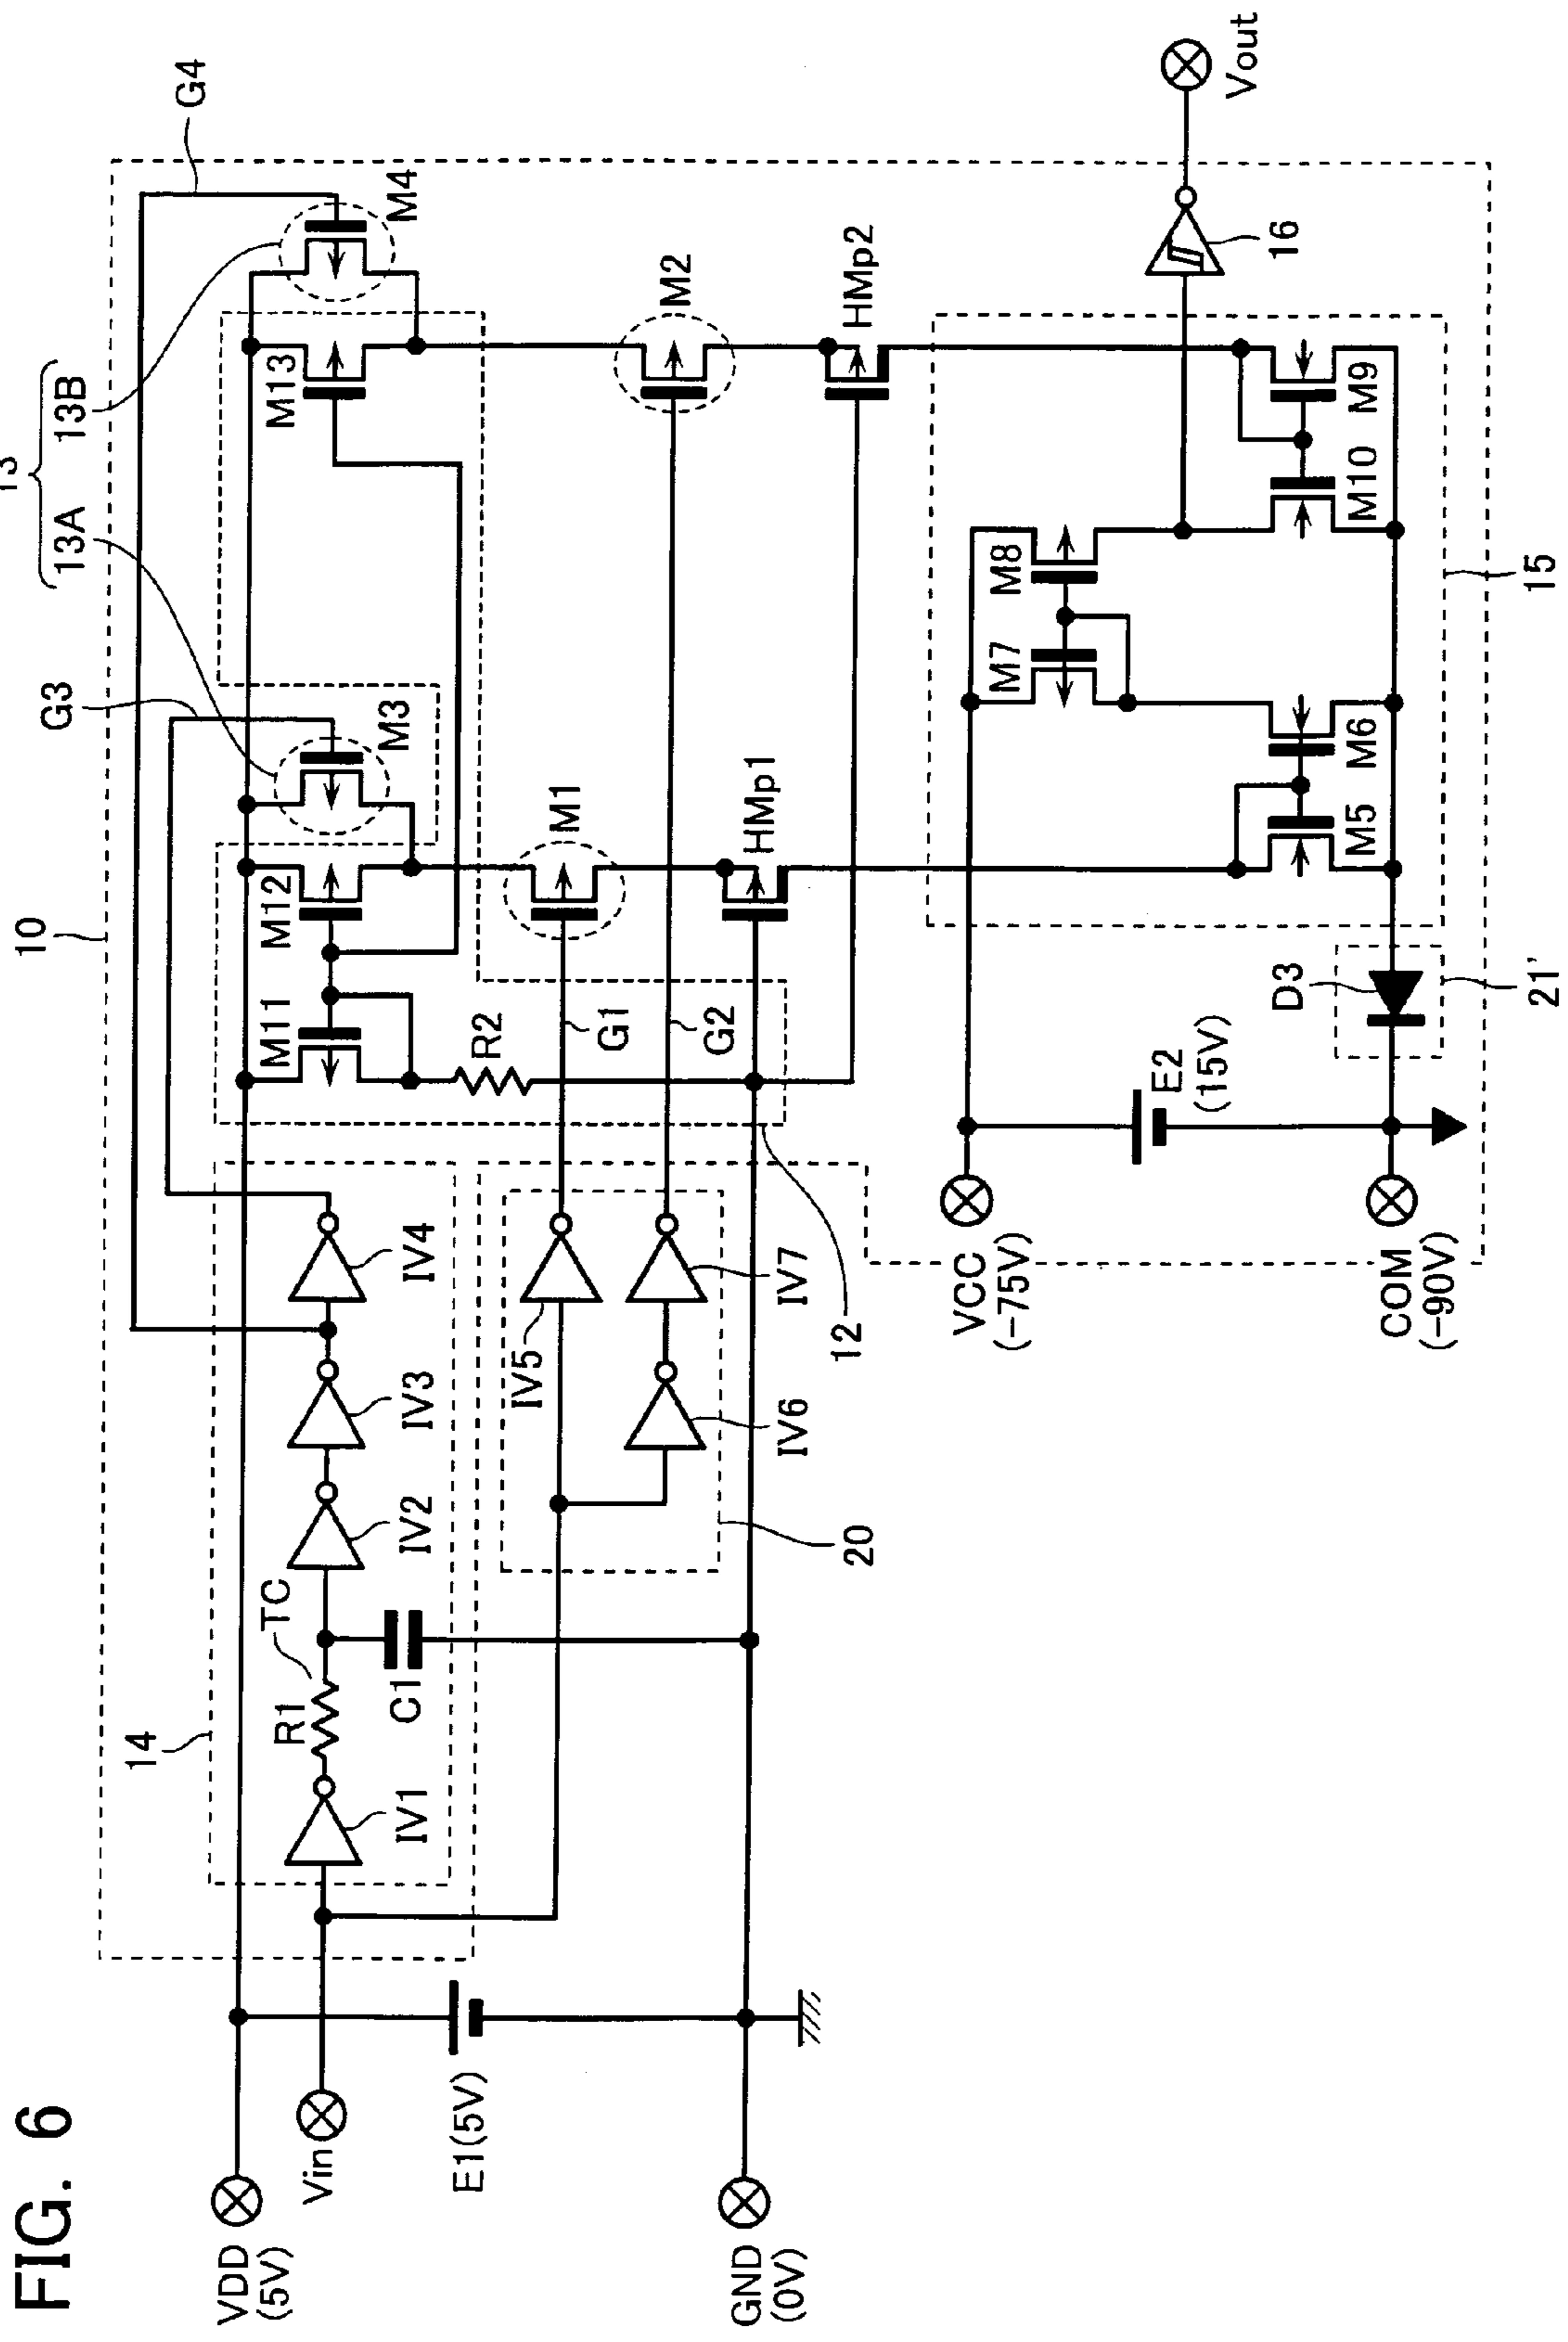 FIG. 6
10
13
13A
13B
G3
G4
14
VDD
(5V)
Vin
E1(5V)
GND
(0V)
IV1
R1
TC
C1
IV2
IV3
IV4
20
IV5
IV6
IV7
12
M11
M12
M3
M13
M4
R2
G1
G2
M1
M2
HMp1
HMp2
VCC
(−75V)
COM
(−90V)
E2
(15V)
D3
21'
M5
M6
M7
M8
M10
M9
15
16
Vout